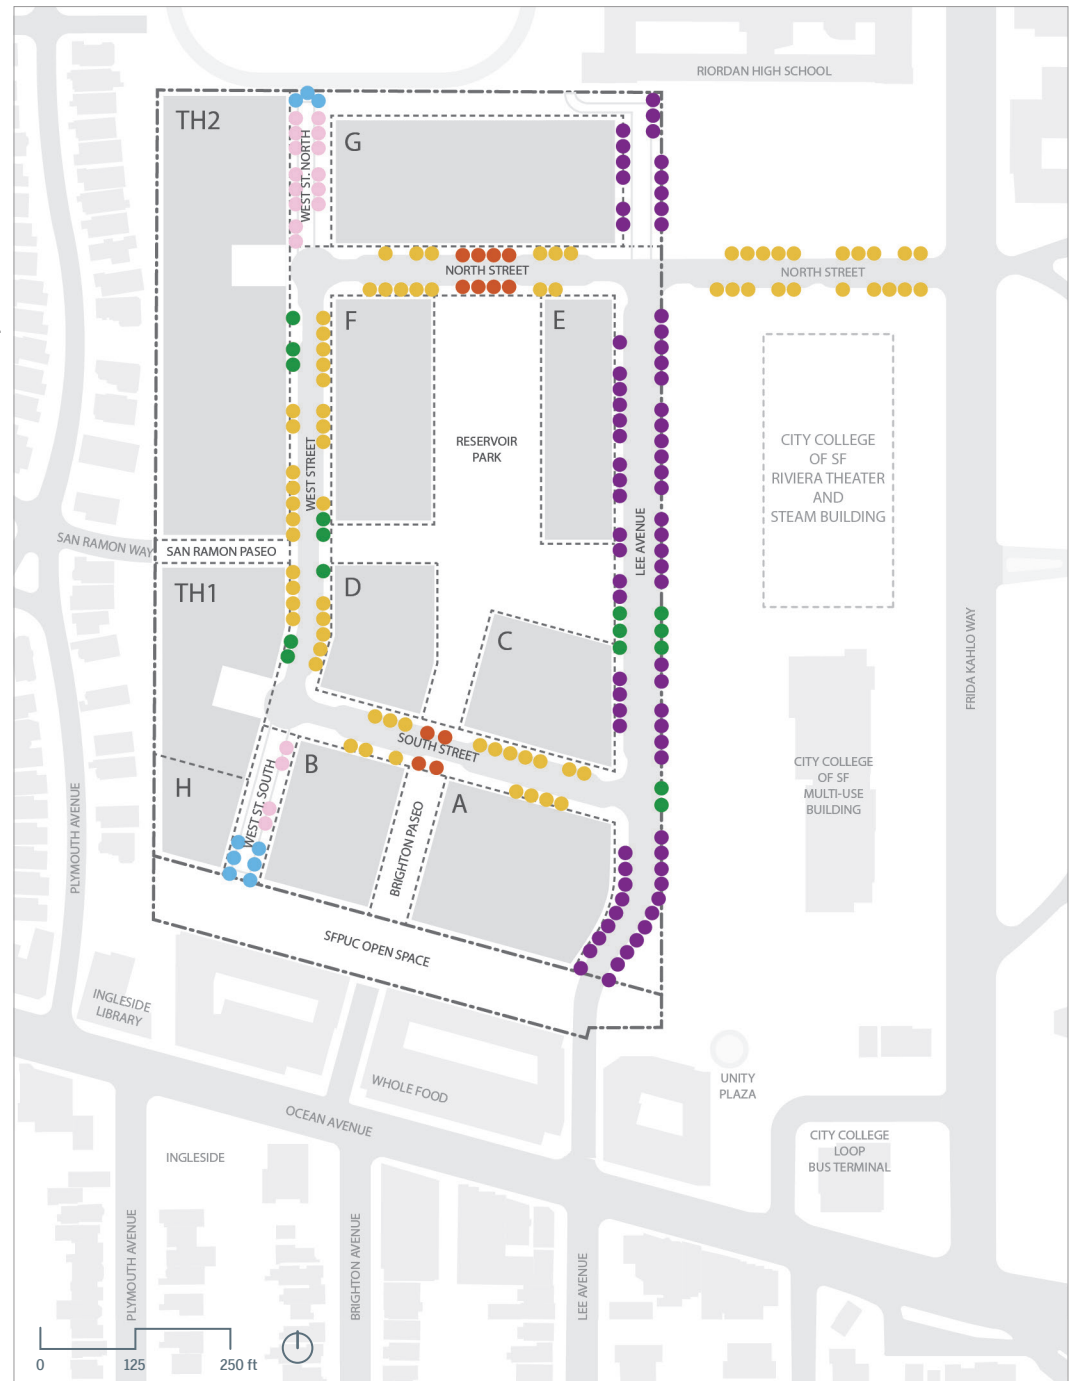 RIORDAN HIGH SCHOOL
TH2
G
WEST ST. NORTH
NORTH STREET
NORTH STREET
F
E
RESERVOIR
PARK
CITY COLLEGE
OF SF
RIVIERA THEATER
AND
STEAM BUILDING
WEST STREET
LEE AVENUE
SAN RAMON WAY
SAN RAMON PASEO
TH1
D
C
FRIDA KAHLO WAY
SOUTH STREET
CITY COLLEGE
OF SF
MULTI-USE
BUILDING
B
H
WEST ST. SOUTH
A
BRIGHTON PASEO
PLYMOUTH AVENUE
SFPUC OPEN SPACE
INGLESIDE
LIBRARY
WHOLE FOOD
UNITY
PLAZA
OCEAN AVENUE
CITY COLLEGE
LOOP
BUS TERMINAL
INGLESIDE
PLYMOUTH AVENUE
BRIGHTON AVENUE
LEE AVENUE
0 125 250 ft